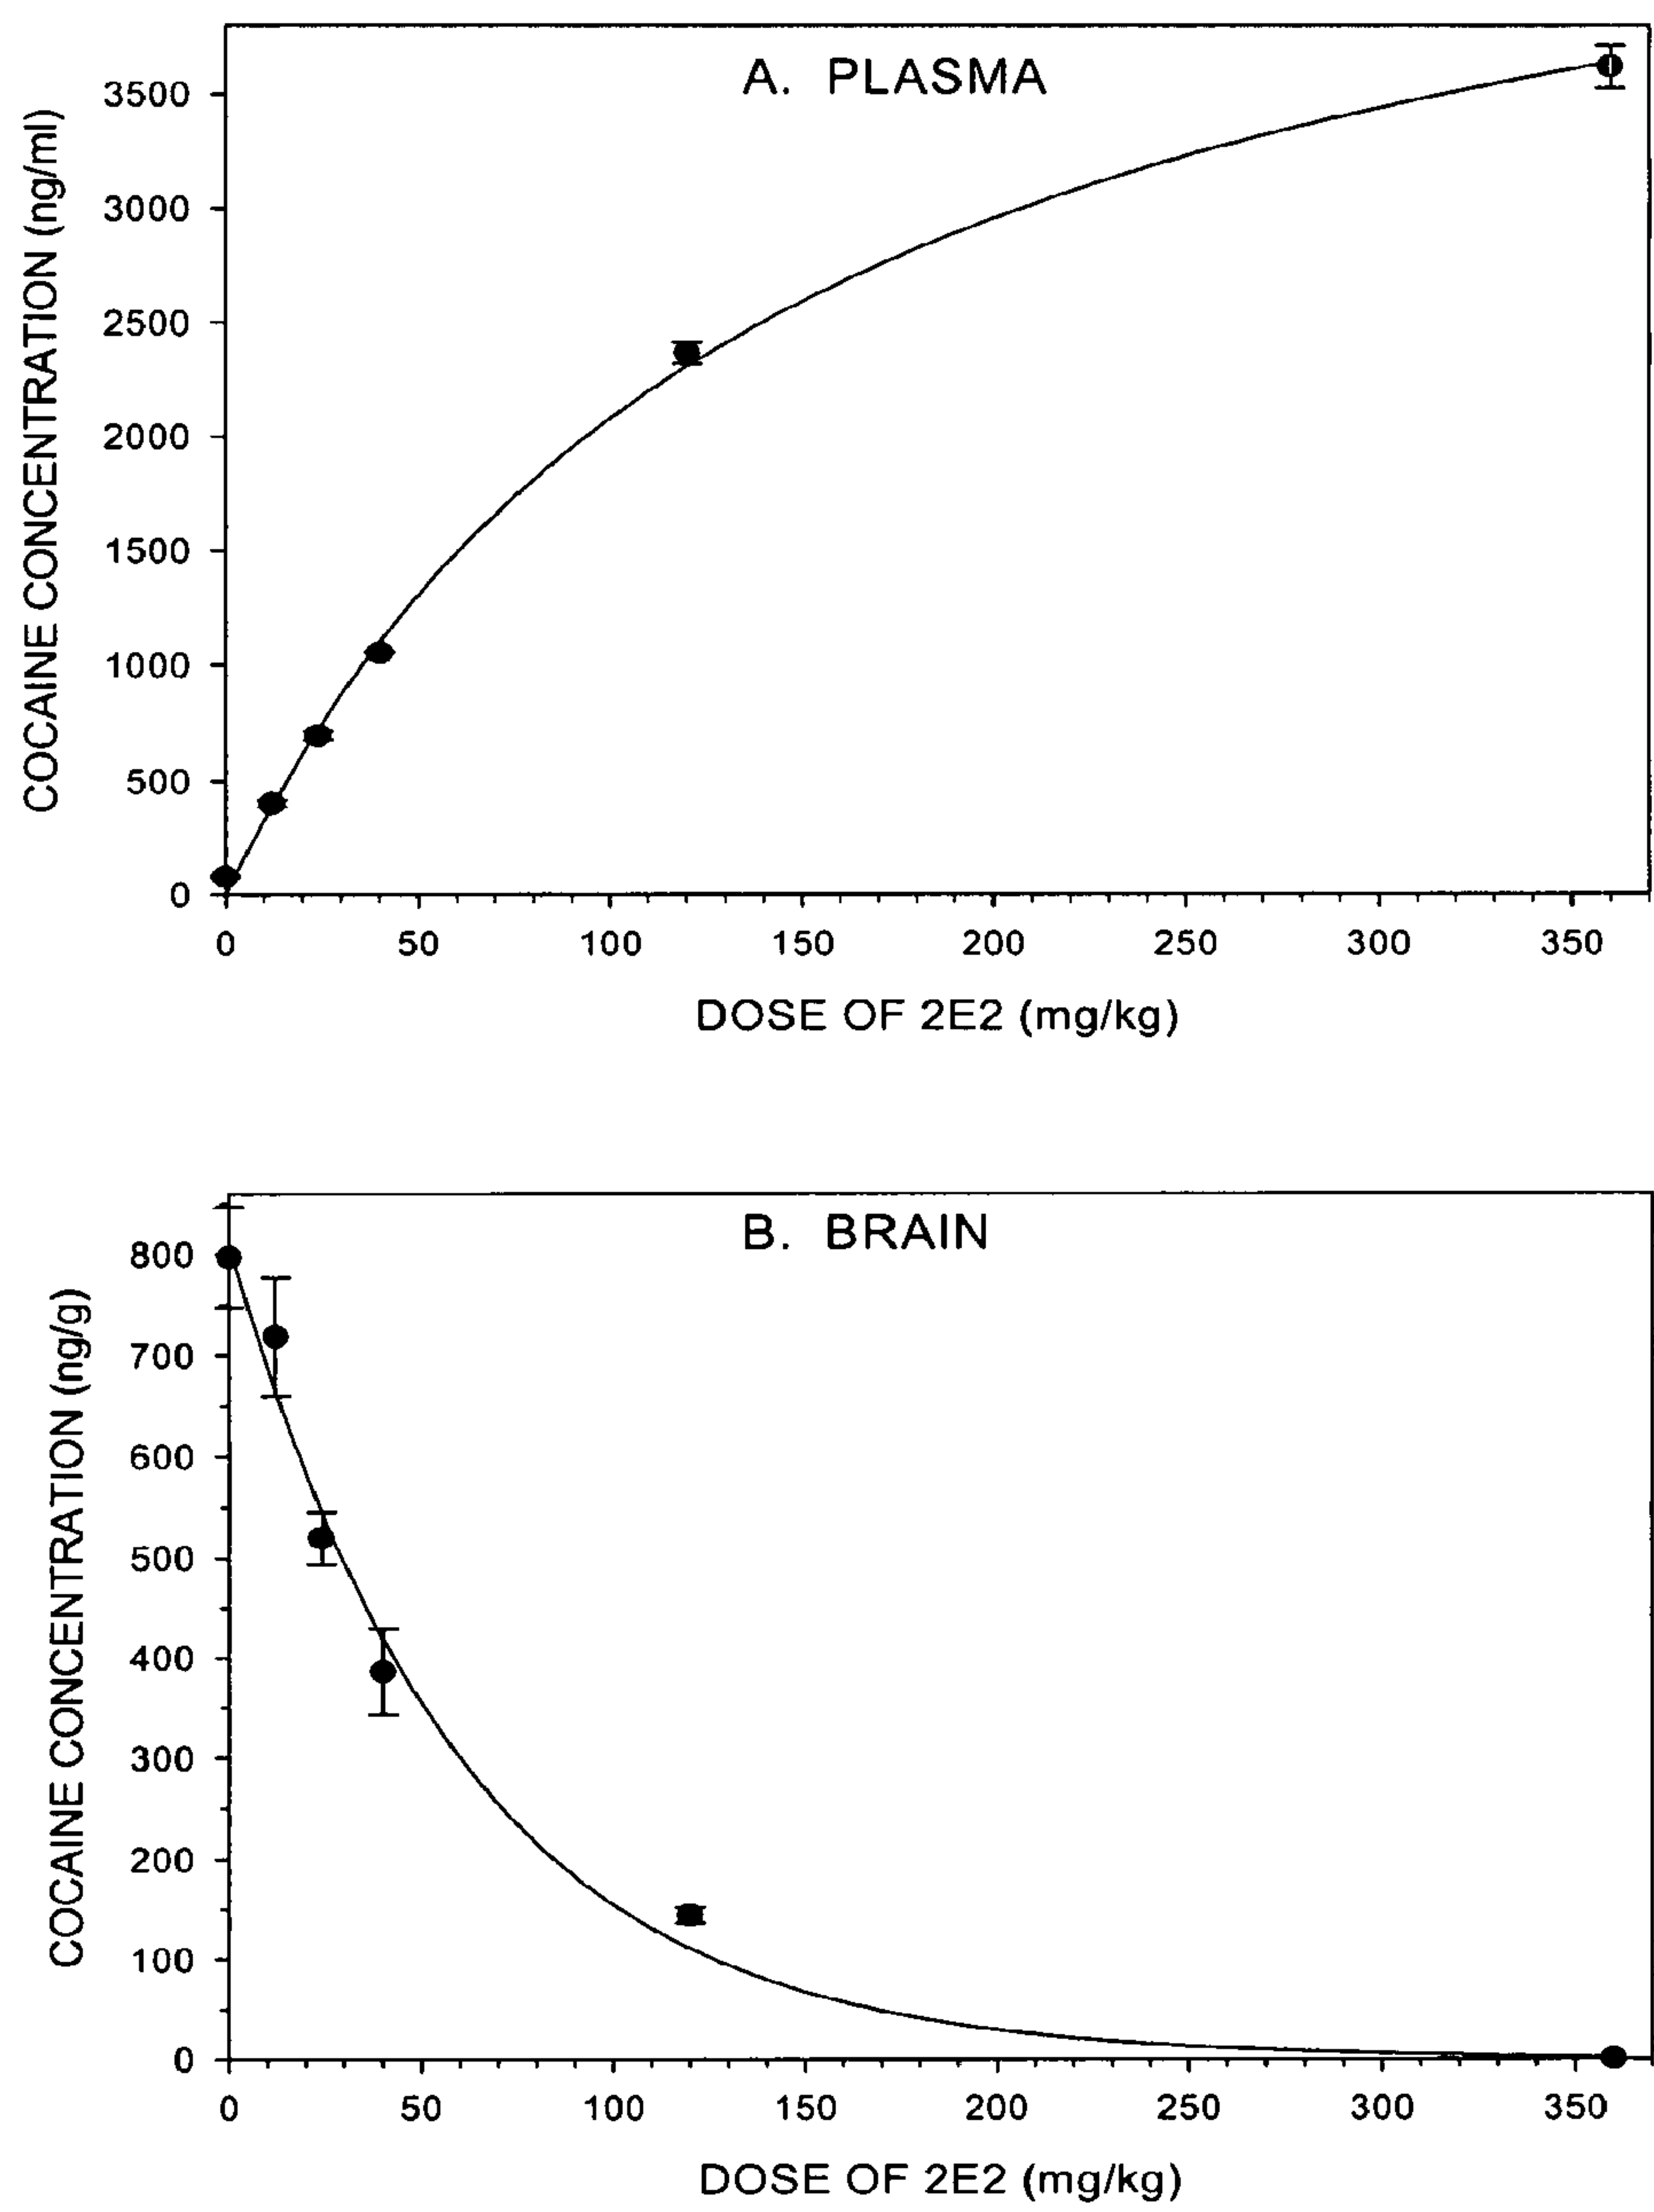 A. PLASMA
COCAINE CONCENTRATION (ng/ml)
3500
3000
2500
2000
1500
1000
500
0
0 50 100 150 200 250 300 350
DOSE OF 2E2 (mg/kg)
B. BRAIN
COCAINE CONCENTRATION (ng/g)
800
700
600
500
400
300
200
100
0
0 50 100 150 200 250 300 350
DOSE OF 2E2 (mg/kg)